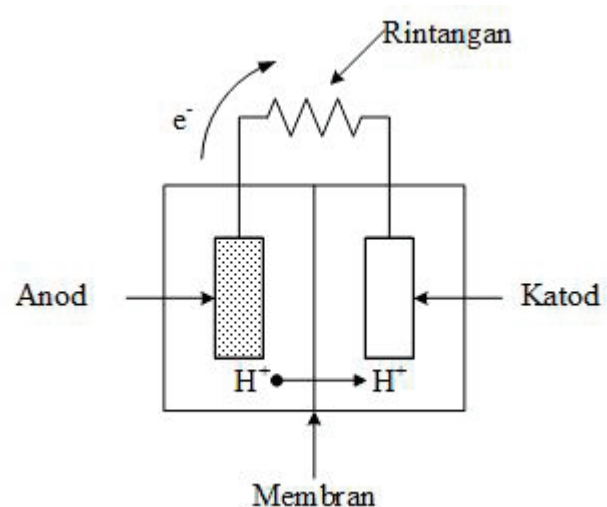 Rintangan
e⁻
Anod
Katod
H⁺ H⁺
Membran